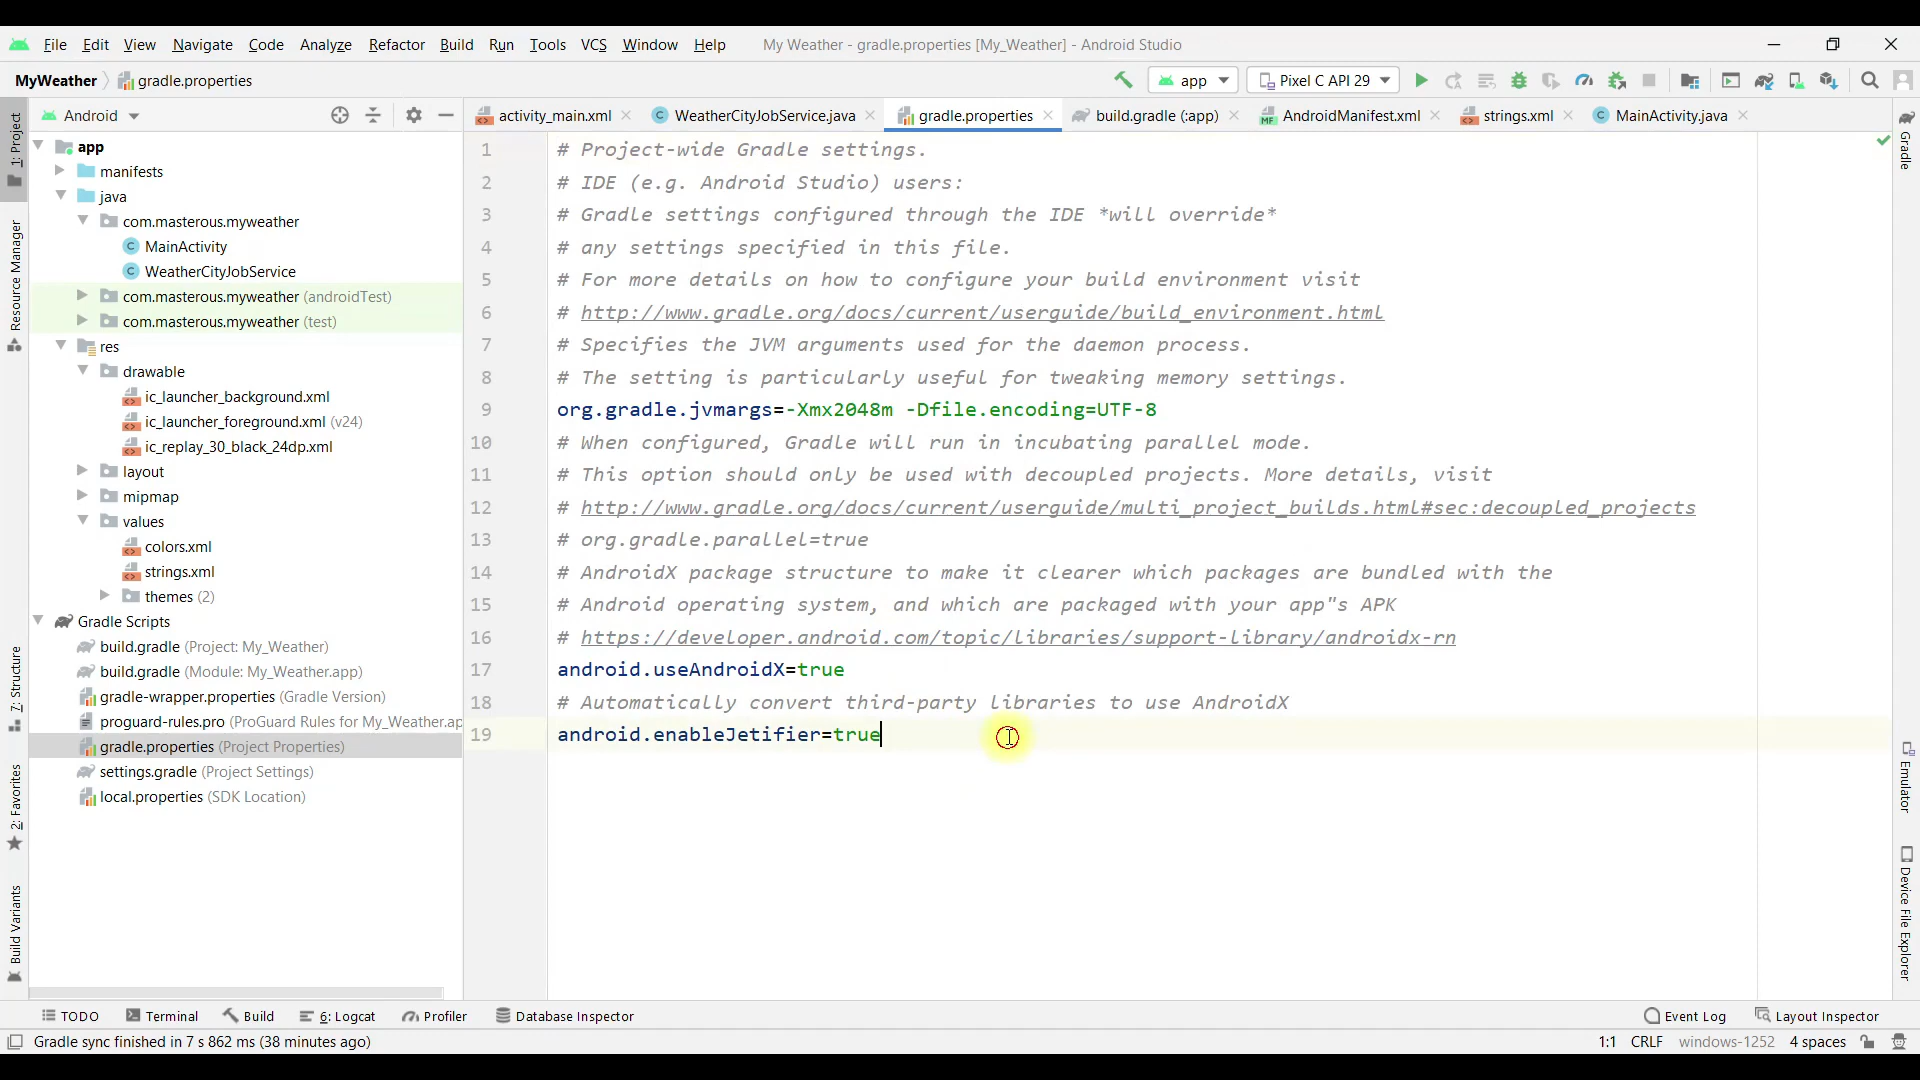 File Edit View Navigate Code Analyze Refactor Build Run Tools VCS Window Help My Weather - gradle.properties [My_Weather] - Android Studio
MyWeather gradle.properties app Pixel C API 29
Android
activity_main.xml WeatherCityJobService.java gradle.properties build.gradle (:app) AndroidManifest.xml strings.xml MainActivity.java
1: Project
Resource Manager
7: Structure
2: Favorites
Build Variants
app
manifests
java
com.masterous.myweather
MainActivity
WeatherCityJobService
com.masterous.myweather (androidTest)
com.masterous.myweather (test)
res
drawable
ic_launcher_background.xml
ic_launcher_foreground.xml (v24)
ic_replay_30_black_24dp.xml
layout
mipmap
values
colors.xml
strings.xml
themes (2)
Gradle Scripts
build.gradle (Project: My_Weather)
build.gradle (Module: My_Weather.app)
gradle-wrapper.properties (Gradle Version)
proguard-rules.pro (ProGuard Rules for My_Weather.ap
gradle.properties (Project Properties)
settings.gradle (Project Settings)
local.properties (SDK Location)
1 # Project-wide Gradle settings.
2 # IDE (e.g. Android Studio) users:
3 # Gradle settings configured through the IDE *will override*
4 # any settings specified in this file.
5 # For more details on how to configure your build environment visit
6 # http://www.gradle.org/docs/current/userguide/build_environment.html
7 # Specifies the JVM arguments used for the daemon process.
8 # The setting is particularly useful for tweaking memory settings.
9 org.gradle.jvmargs=-Xmx2048m -Dfile.encoding=UTF-8
10 # When configured, Gradle will run in incubating parallel mode.
11 # This option should only be used with decoupled projects. More details, visit
12 # http://www.gradle.org/docs/current/userguide/multi_project_builds.html#sec:decoupled_projects
13 # org.gradle.parallel=true
14 # AndroidX package structure to make it clearer which packages are bundled with the
15 # Android operating system, and which are packaged with your app"s APK
16 # https://developer.android.com/topic/libraries/support-library/androidx-rn
17 android.useAndroidX=true
18 # Automatically convert third-party libraries to use AndroidX
19 android.enableJetifier=true
Gradle
Emulator
Device File Explorer
TODO Terminal Build 6: Logcat Profiler Database Inspector Event Log Layout Inspector
Gradle sync finished in 7 s 862 ms (38 minutes ago) 1:1 CRLF windows-1252 4 spaces